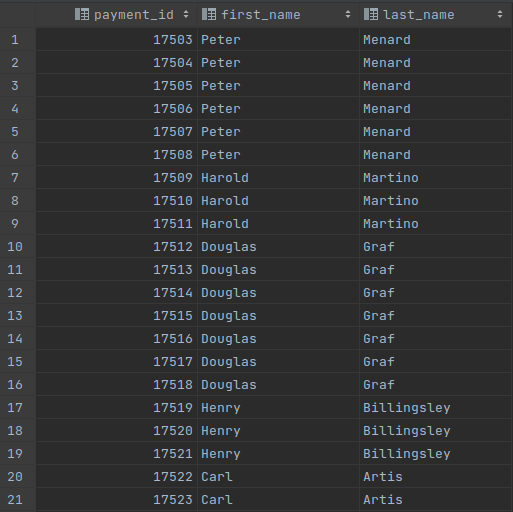 payment_id first_name last_name
1 17503 Peter Menard
2 17504 Peter Menard
3 17505 Peter Menard
4 17506 Peter Menard
5 17507 Peter Menard
6 17508 Peter Menard
7 17509 Harold Martino
8 17510 Harold Martino
9 17511 Harold Martino
10 17512 Douglas Graf
11 17513 Douglas Graf
12 17514 Douglas Graf
13 17515 Douglas Graf
14 17516 Douglas Graf
15 17517 Douglas Graf
16 17518 Douglas Graf
17 17519 Henry Billingsley
18 17520 Henry Billingsley
19 17521 Henry Billingsley
20 17522 Carl Artis
21 17523 Carl Artis